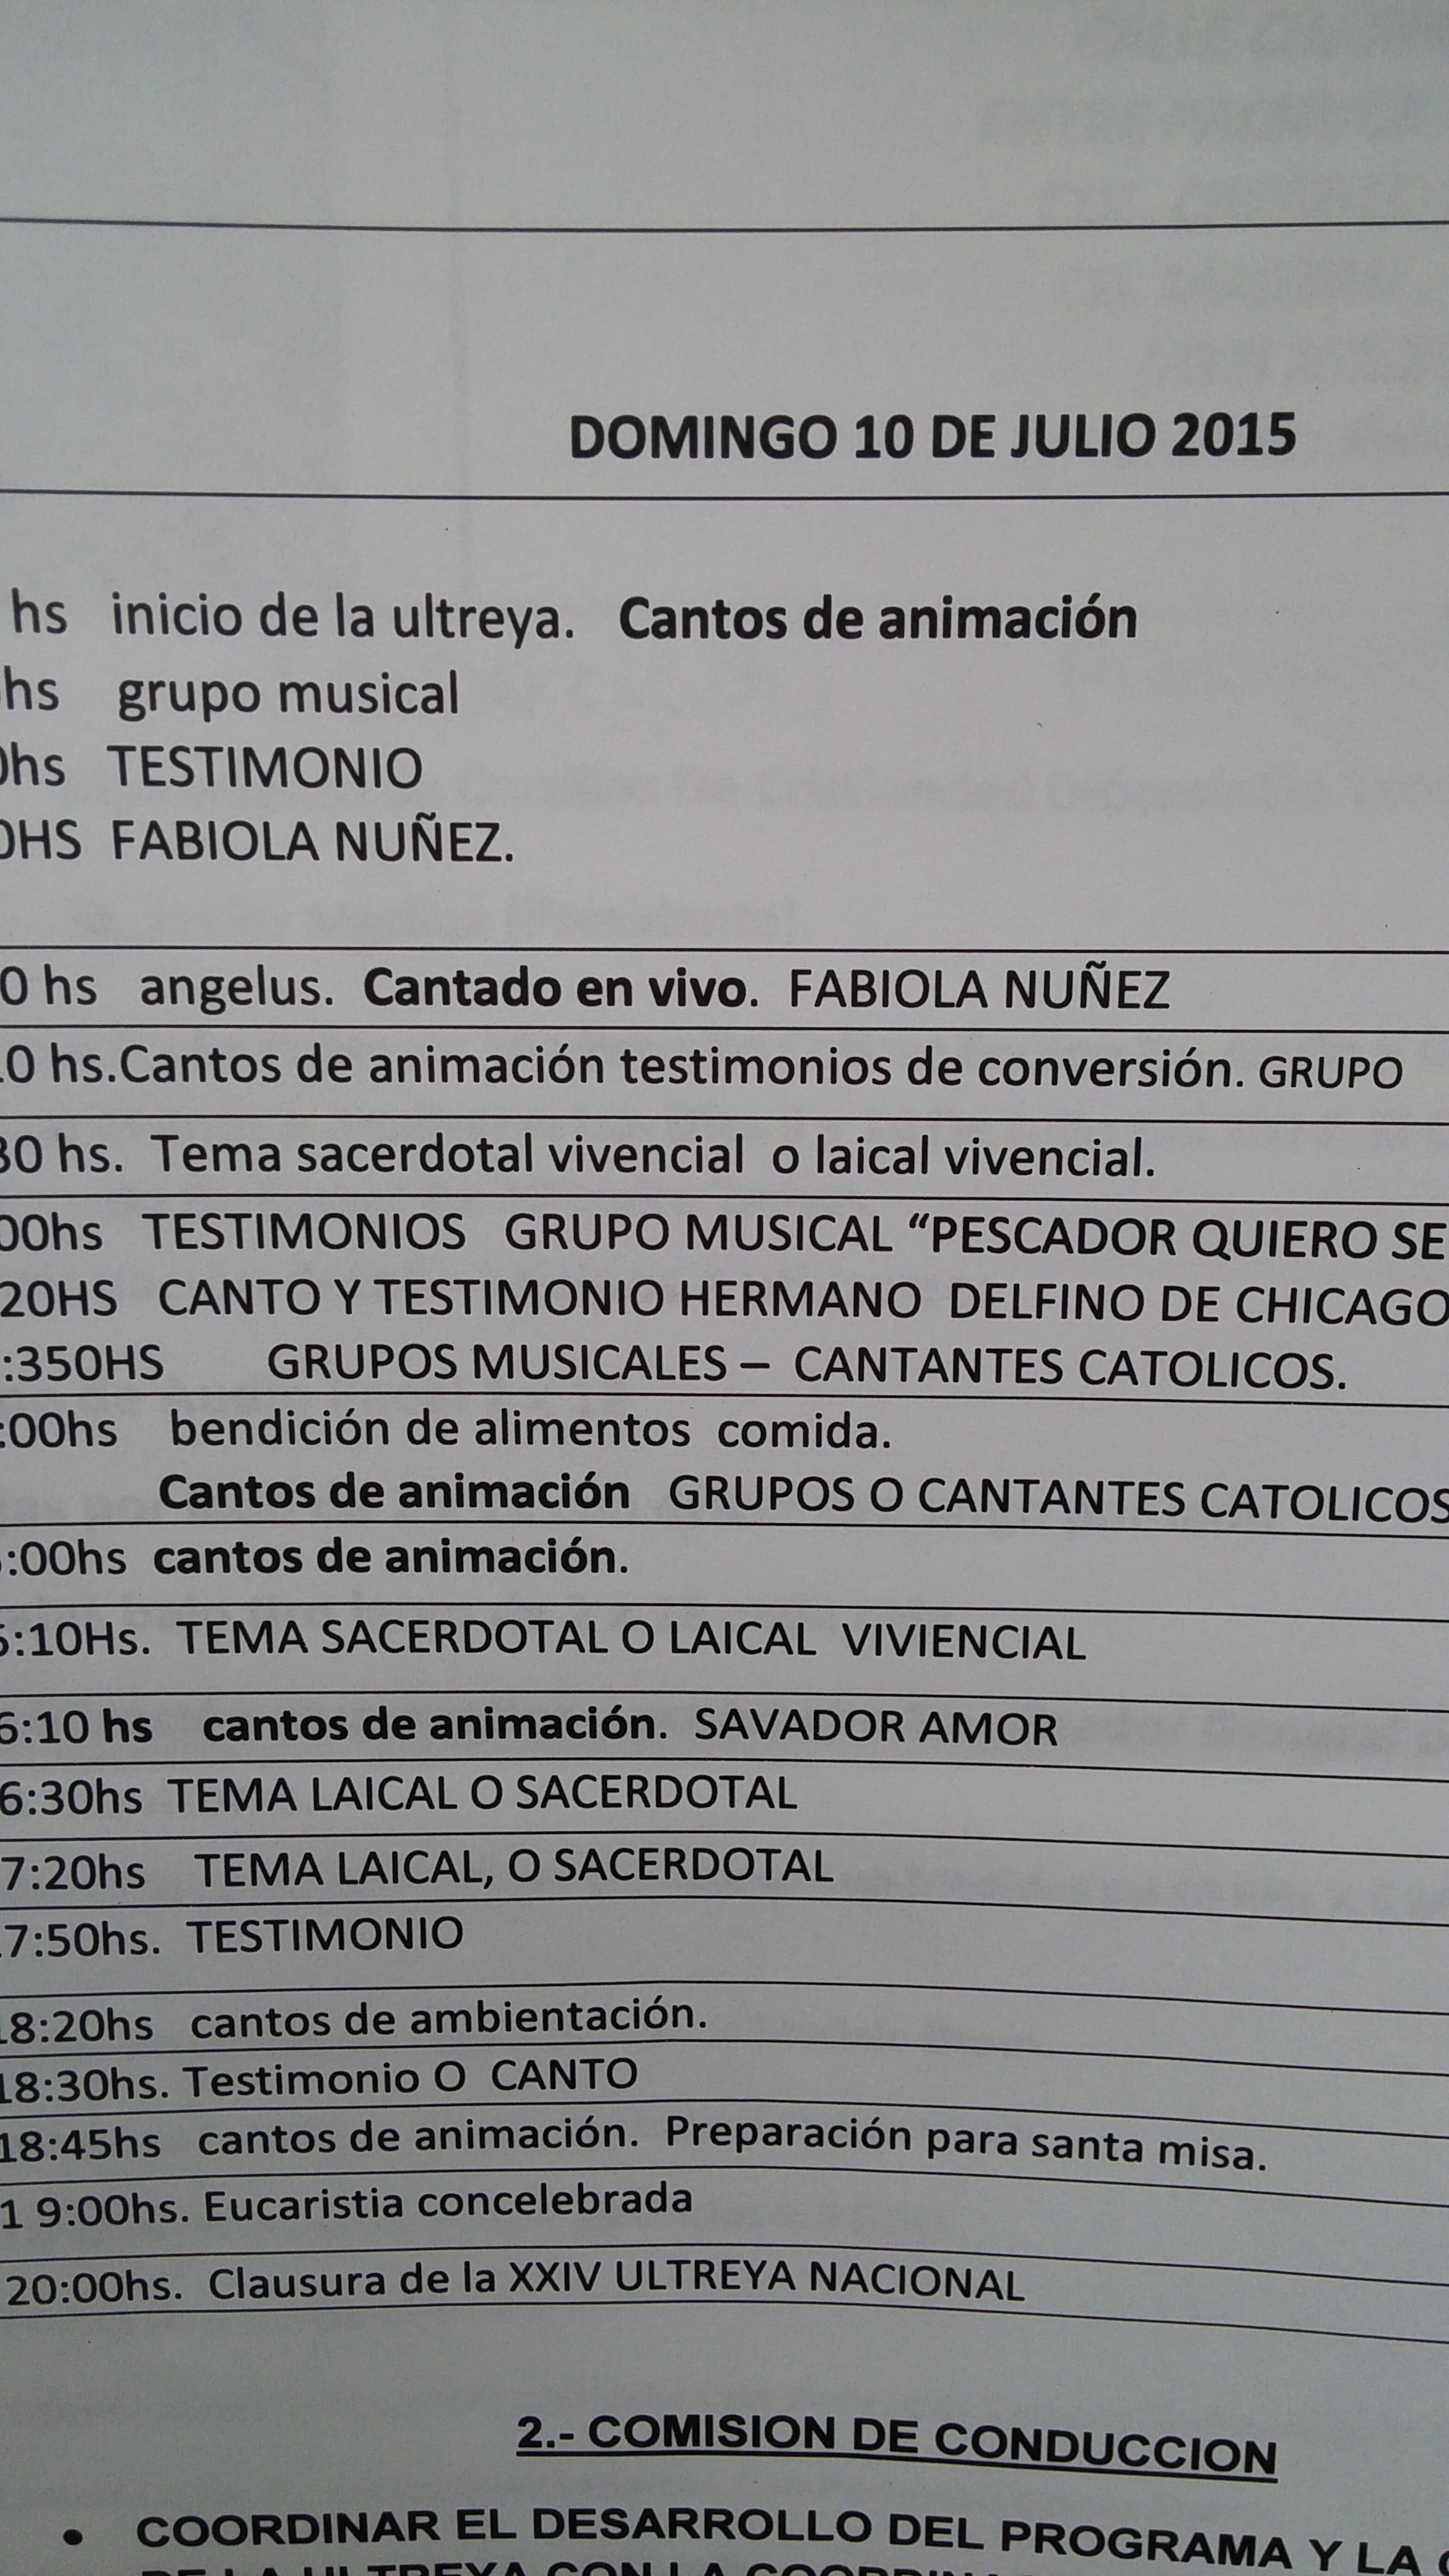 DOMINGO 10 DE JULIO 2015
hs inicio de la ultreya. Cantos de animación
hs grupo musical
0hs TESTIMONIO
0HS FABIOLA NUÑEZ.
0 hs angelus. Cantado en vivo. FABIOLA NUÑEZ
10 hs.Cantos de animación testimonios de conversión. GRUPO
30 hs. Tema sacerdotal vivencial o laical vivencial.
00hs TESTIMONIOS GRUPO MUSICAL “PESCADOR QUIERO SE
20HS CANTO Y TESTIMONIO HERMANO DELFINO DE CHICAGO
:350HS GRUPOS MUSICALES – CANTANTES CATOLICOS.
:00hs bendición de alimentos comida.
Cantos de animación GRUPOS O CANTANTES CATOLICOS
:00hs cantos de animación.
5:10Hs. TEMA SACERDOTAL O LAICAL VIVIENCIAL
6:10 hs cantos de animación. SAVADOR AMOR
6:30hs TEMA LAICAL O SACERDOTAL
7:20hs TEMA LAICAL, O SACERDOTAL
7:50hs. TESTIMONIO
18:20hs cantos de ambientación.
18:30hs. Testimonio O CANTO
18:45hs cantos de animación. Preparación para santa misa.
1 9:00hs. Eucaristia concelebrada
20:00hs. Clausura de la XXIV ULTREYA NACIONAL
2.- COMISION DE CONDUCCION
• COORDINAR EL DESARROLLO DEL PROGRAMA Y LA
DE LA ULTREYA CON LA